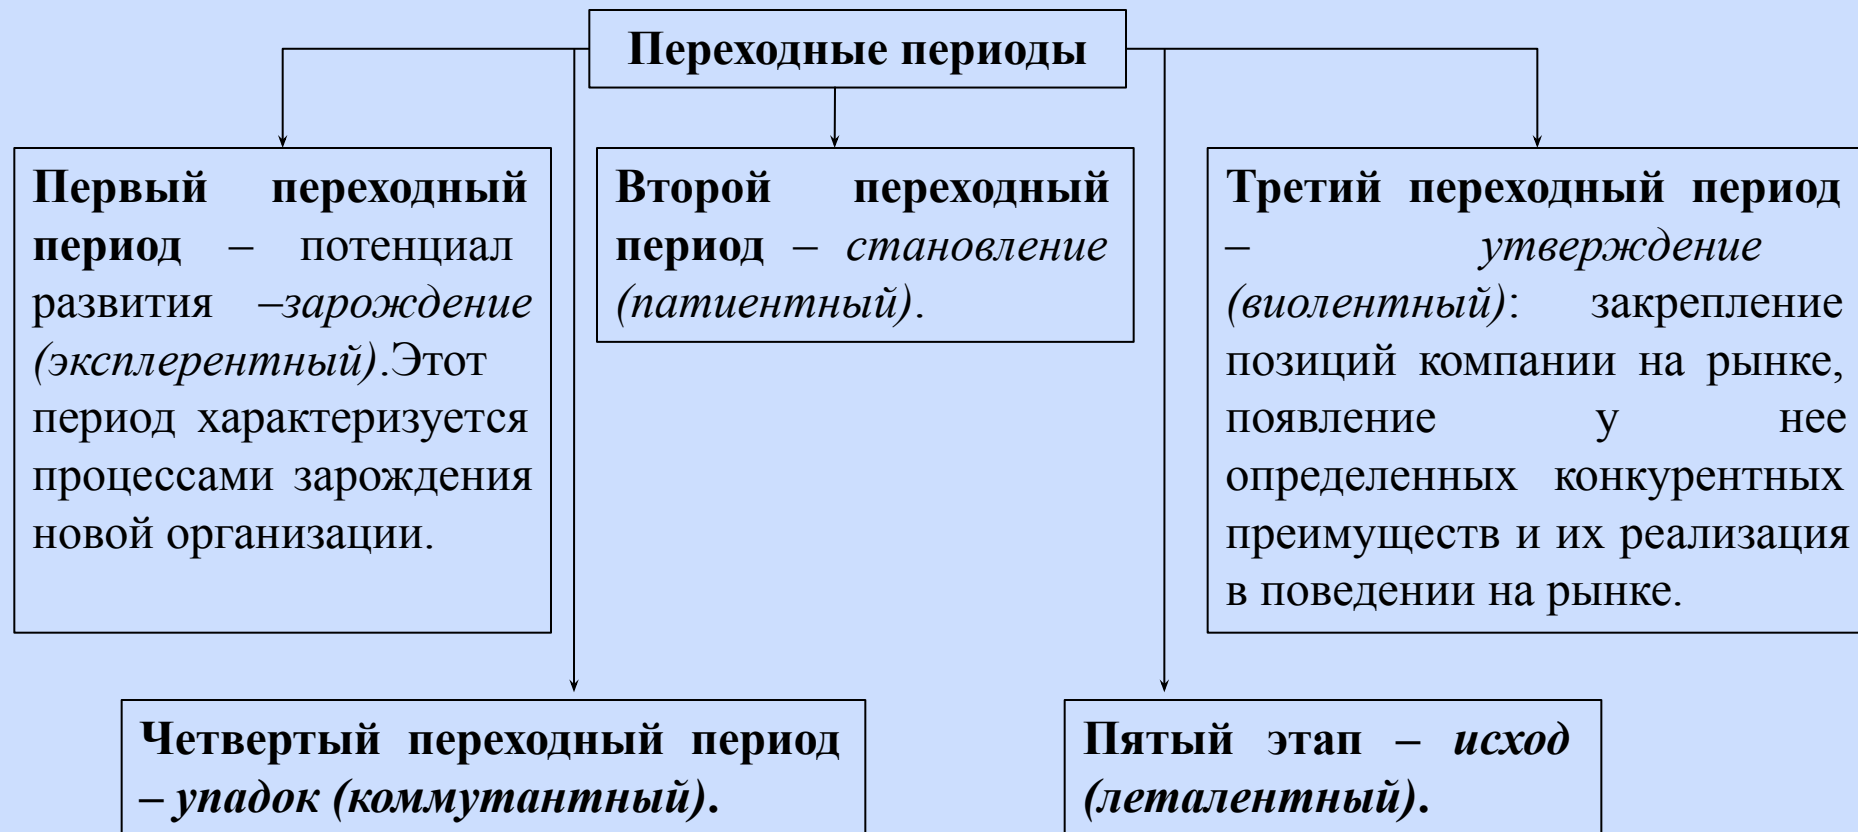 Переходные периоды
Первый переходный
период – потенциал
развития –зарождение
(эксплерентный).Этот
период характеризуется
процессами зарождения
новой организации.
Второй переходный
период – становление
(патиентный).
Третий переходный период
– утверждение
(виолентный): закрепление
позиций компании на рынке,
появление у нее
определенных конкурентных
преимуществ и их реализация
в поведении на рынке.
Четвертый переходный период
– упадок (коммутантный).
Пятый этап – исход
(леталентный).